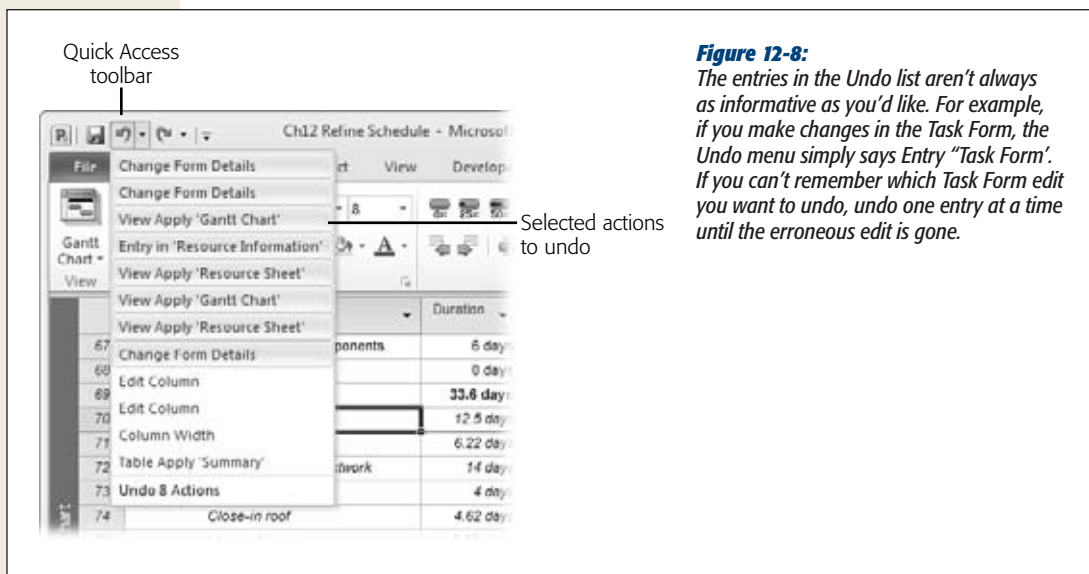 Quick Access
toolbar
Figure 12-8:
The entries in the Undo list aren't always
as informative as you'd like. For example,
if you make changes in the Task Form, the
Undo menu simply says Entry "Task Form'.
If you can't remember which Task Form edit
you want to undo, undo one entry at a time
until the erroneous edit is gone.
Ch12 Refine Schedule - Microsof
File
View
Develop
Change Form Details
Change Form Details
View Apply 'Gantt Chart'
Entry in 'Resource Information'
View Apply 'Resource Sheet'
View Apply 'Gantt Chart'
View Apply 'Resource Sheet'
Change Form Details
Edit Column
Edit Column
Column Width
Table Apply 'Summary'
Undo 8 Actions
Selected actions
to undo
8
A
Gantt
Chart
View
Duration
67 ponents 6 day
68 0 day
69 33.6 day
70 12.5 day
71 6.22 day
72 14 day
73 4 day
74 Close-in roof 4.62 day